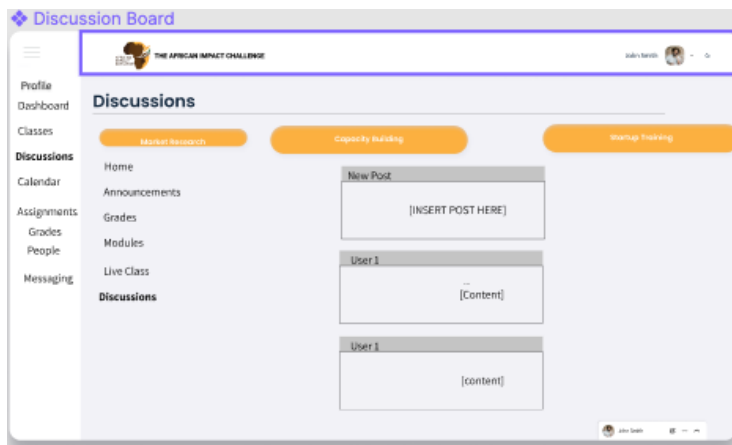 Discussion Board
THE AFRICAN IMPACT CHALLENGE
John Smith
Profile
Dashboard
Classes
Discussions
Calendar
Assignments
Grades
People
Messaging
Discussions
Market Research
Capacity Building
Startup Training
Home
Announcements
Grades
Modules
Live Class
Discussions
New Post
[INSERT POST HERE]
User 1
...
[Content]
User 1
[content]
John Smith